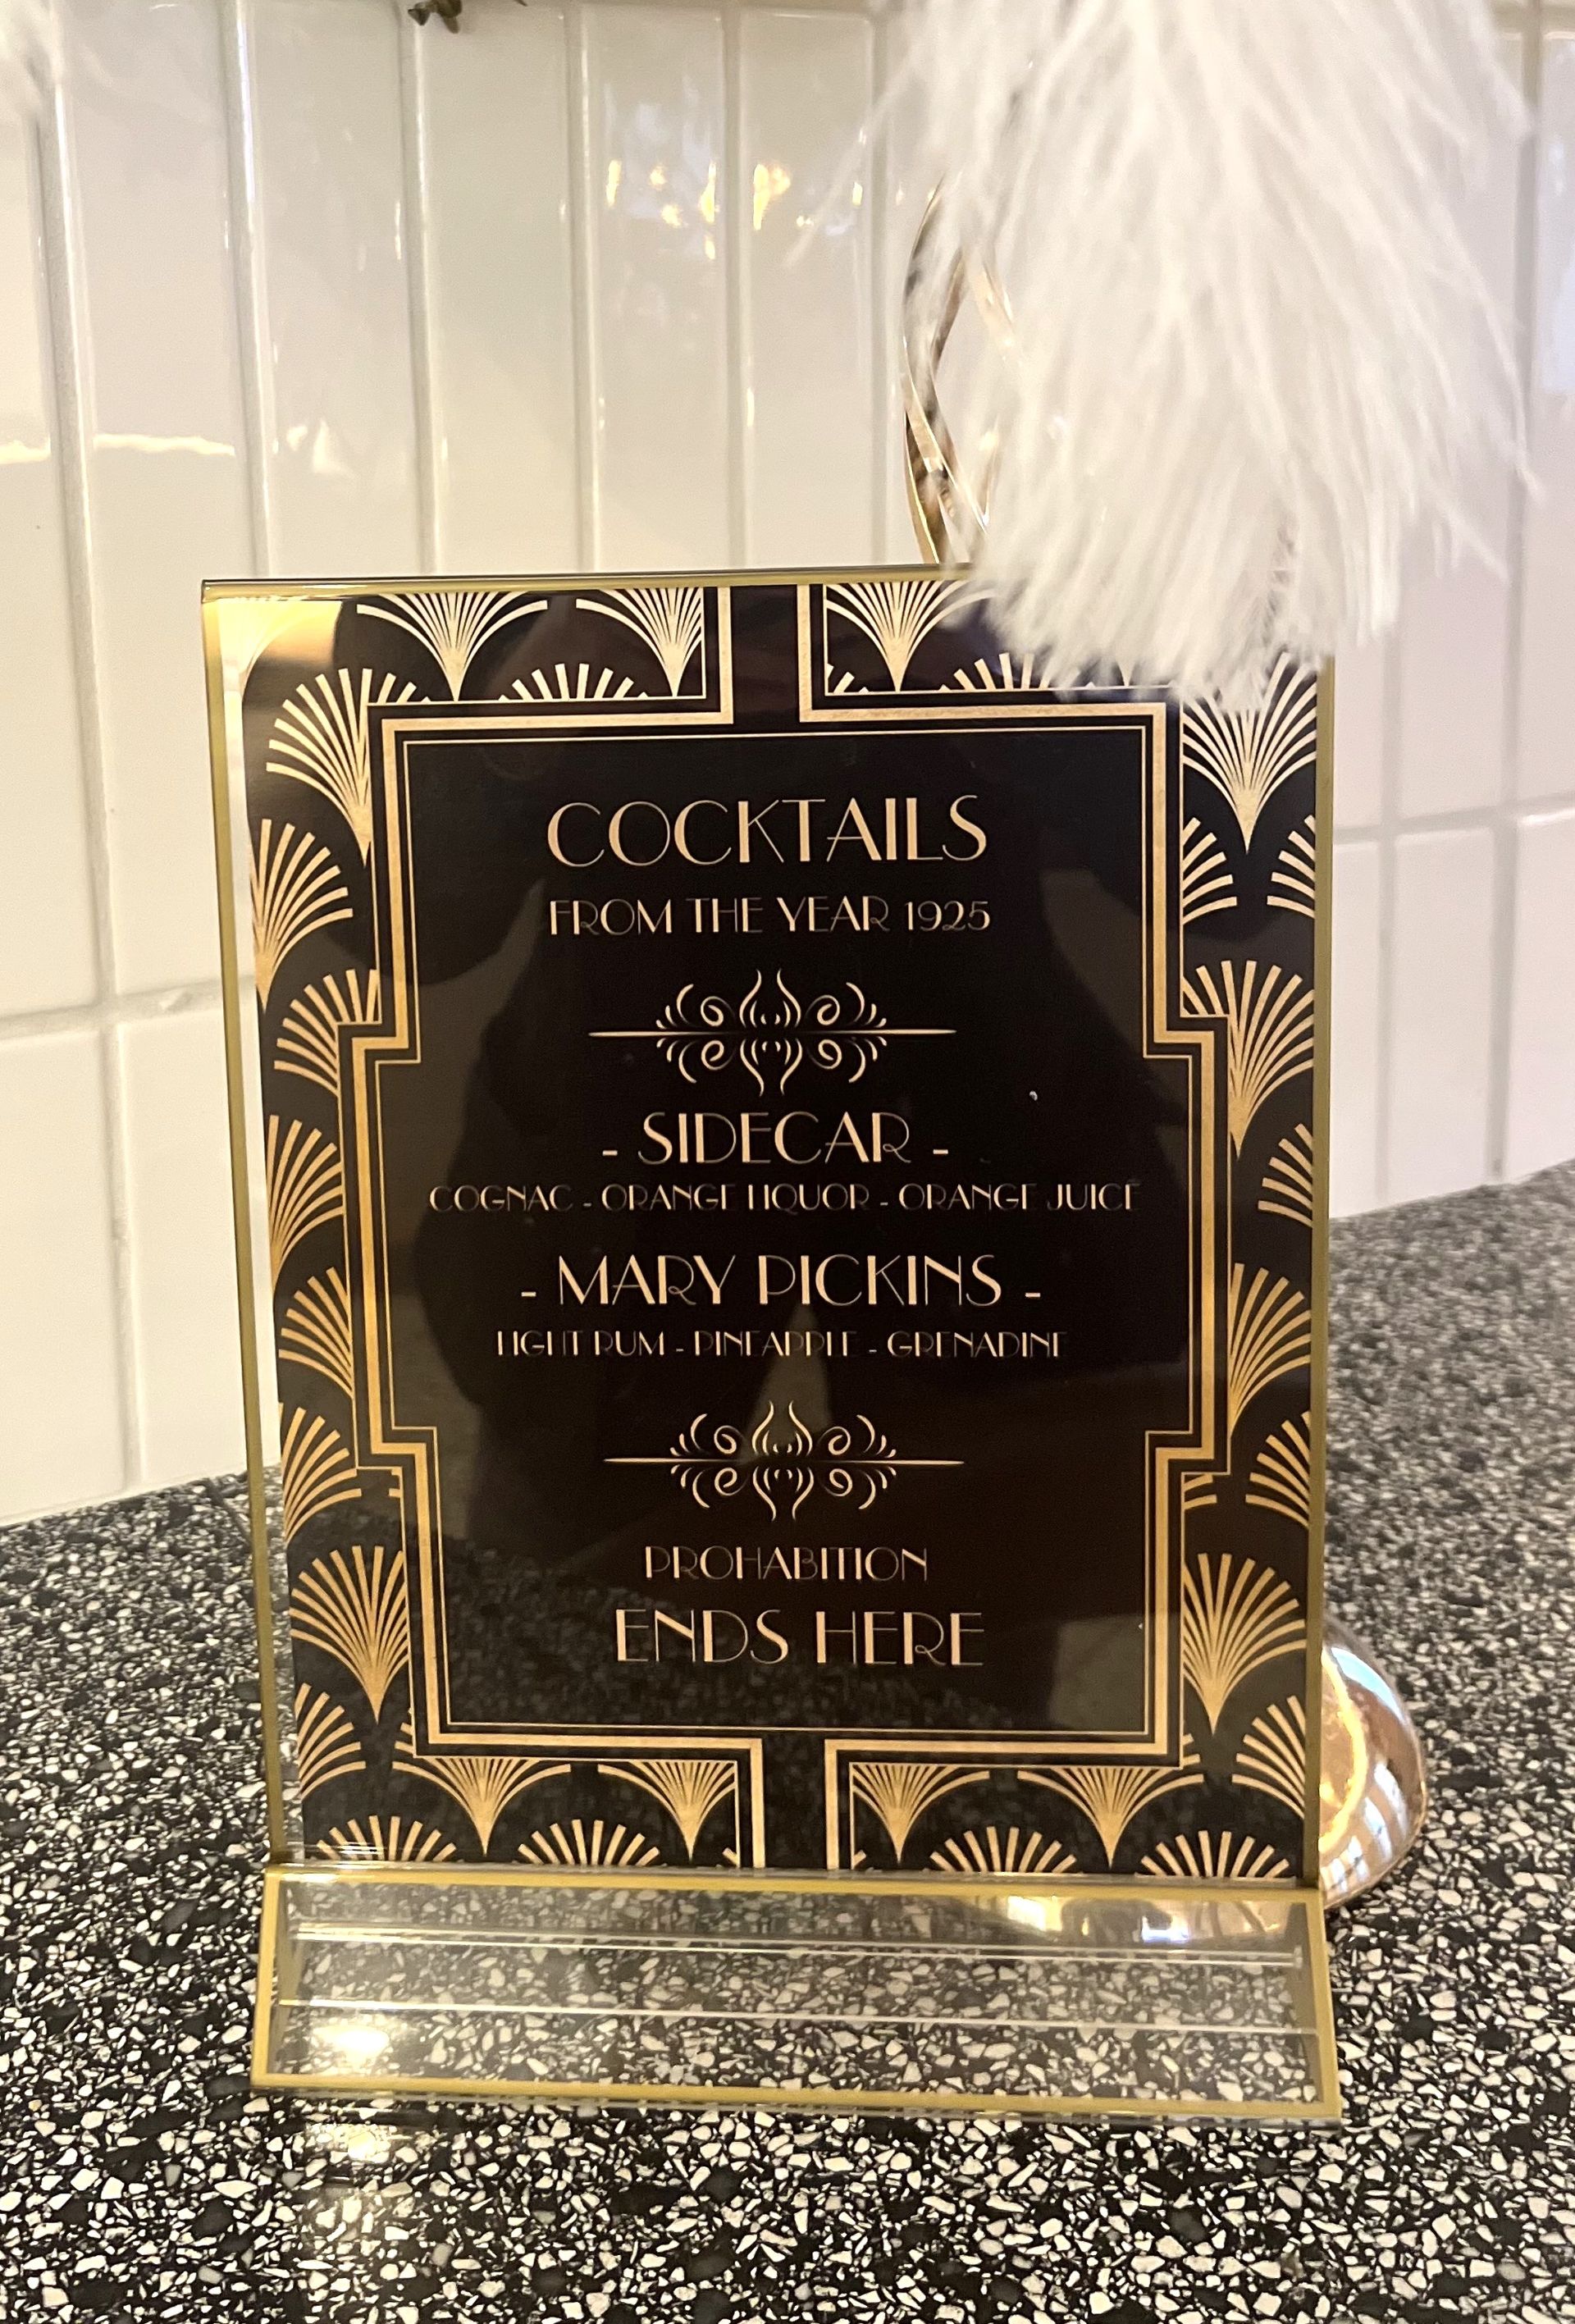 COCKTAILS
FROM THE YEAR 1925
- SIDECAR -
COGNAC - ORANGE LIQUOR - ORANGE JUICE
- MARY PICKINS -
LIGHT RUM - PINEAPPLE - GRENADINE
PROHABITION
ENDS HERE